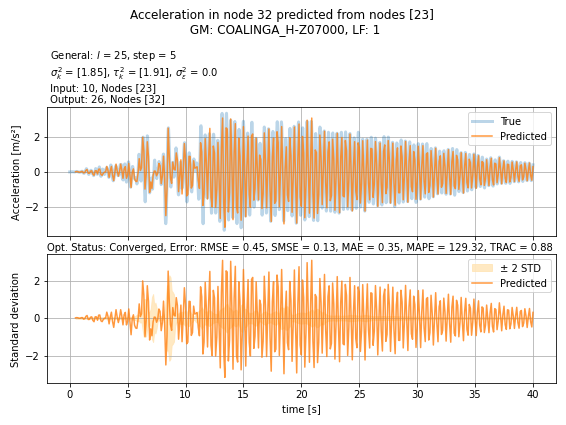 Acceleration in node 32 predicted from nodes [23]
GM: COALINGA_H-Z07000, LF: 1
General: l = 25, step = 5
σ²ₖ = [1.85], τ²ₖ = [1.91], σ²ε = 0.0
Input: 10, Nodes [23]
Output: 26, Nodes [32]
Acceleration [m/s²]
2
0
−2
True
Predicted
Opt. Status: Converged, Error: RMSE = 0.45, SMSE = 0.13, MAE = 0.35, MAPE = 129.32, TRAC = 0.88
Standard deviation
2
0
−2
± 2 STD
Predicted
0 5 10 15 20 25 30 35 40
time [s]